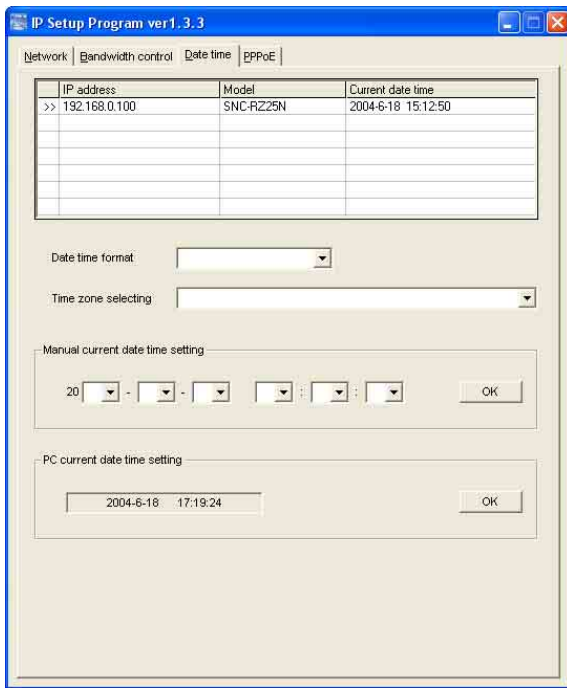 IP Setup Program ver1.3.3
Network Bandwidth control Date time PPPoE
IP address Model Current date time
>> 192.168.0.100 SNC-RZ25N 2004-6-18 15:12:50
Date time format
Time zone selecting
Manual current date time setting
20 - - : : OK
PC current date time setting
2004-6-18 17:19:24 OK